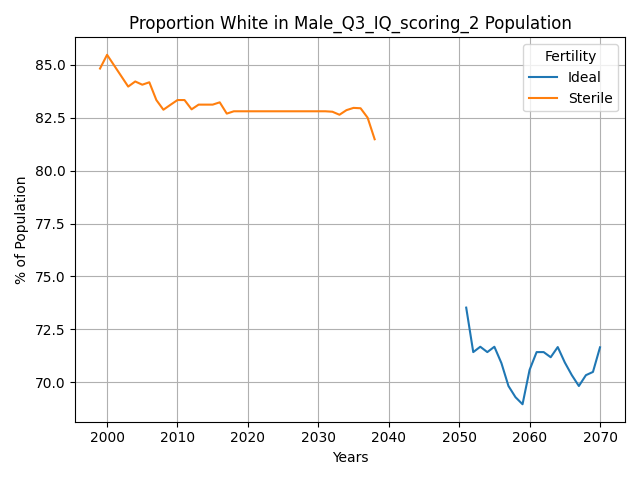 Proportion White in Male_Q3_IQ_scoring_2 Population
Fertility
Ideal
Sterile
% of Population
85.0
82.5
80.0
77.5
75.0
72.5
70.0
2000 2010 2020 2030 2040 2050 2060 2070
Years